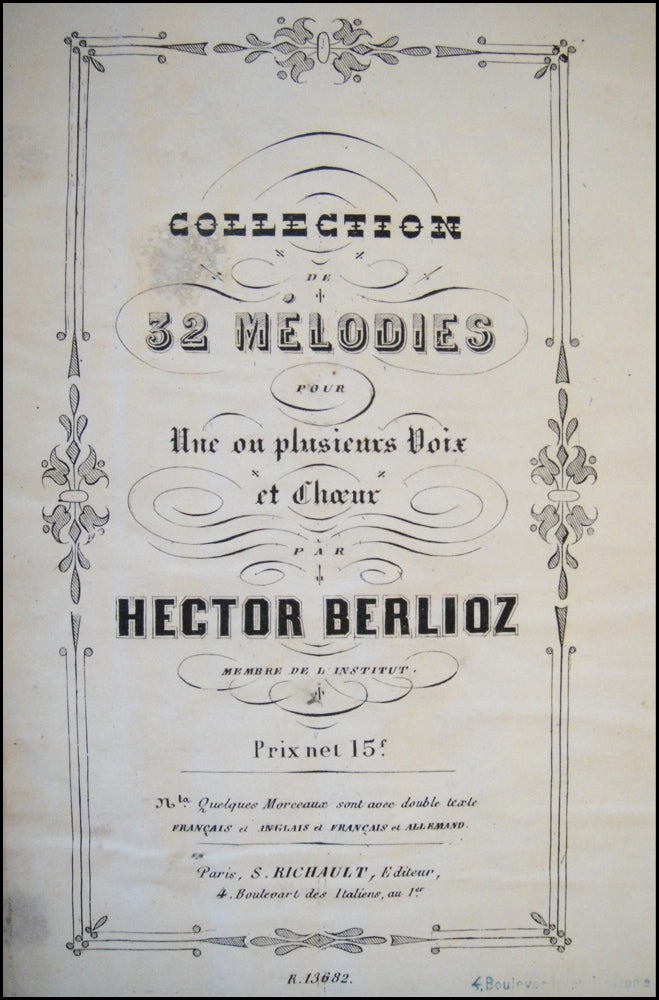 COLLECTION
DE
32 MÉLODIES
POUR
Une ou plusieurs Voix
et Chœur
PAR
HECTOR BERLIOZ
MEMBRE DE L'INSTITUT.
Prix net 15f.
Nta. Quelques Morceaux sont avec double texte
FRANÇAIS et ANGLAIS et FRANÇAIS et ALLEMAND.
Paris, S. RICHAULT, Editeur,
4. Boulevart des Italiens, au 1er
R. 13682.
4, Boulevard